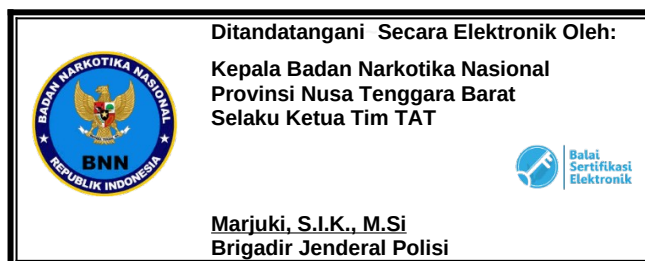 Ditandatangani Secara Elektronik Oleh:
Kepala Badan Narkotika Nasional
Provinsi Nusa Tenggara Barat
Selaku Ketua Tim TAT
BADAN NARKOTIKA NASIONAL
BNN
REPUBLIK INDONESIA
Balai
Sertifikasi
Elektronik
Marjuki, S.I.K., M.Si
Brigadir Jenderal Polisi